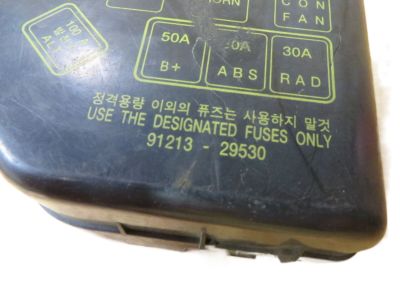 CON
FAN
50A
B+
ABS
30A
RAD
100 A
정격용량 이외의 퓨즈는 사용하지 말것
USE THE DESIGNATED FUSES ONLY
91213 - 29530